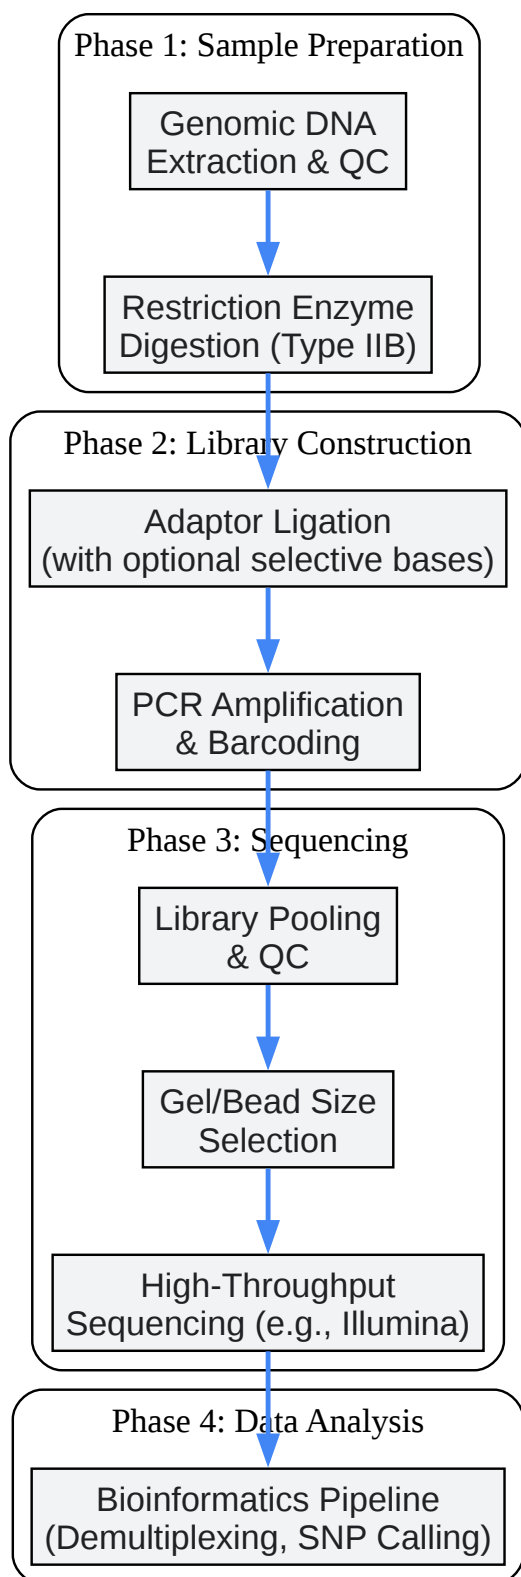 Phase 1: Sample Preparation
Genomic DNA
Extraction & QC
Restriction Enzyme
Digestion (Type IIB)
Phase 2: Library Construction
Adaptor Ligation
(with optional selective bases)
PCR Amplification
& Barcoding
Phase 3: Sequencing
Library Pooling
& QC
Gel/Bead Size
Selection
High-Throughput
Sequencing (e.g., Illumina)
Phase 4: Data Analysis
Bioinformatics Pipeline
(Demultiplexing, SNP Calling)